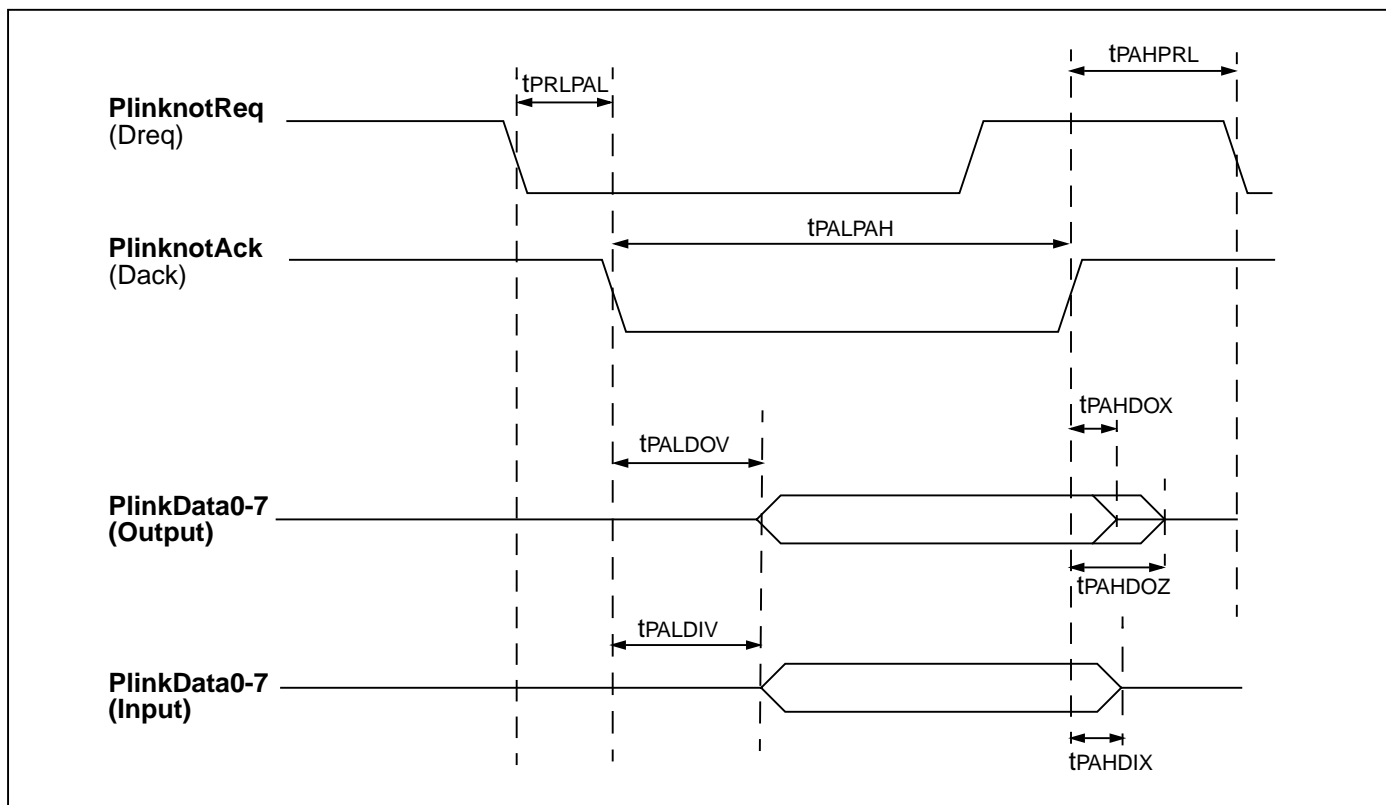 tPAHPRL
tPRLPAL
PlinknotReq
(Dreq)
tPALPAH
PlinknotAck
(Dack)
tPAHDOX
tPALDOV
PlinkData0-7
(Output)
tPAHDOZ
tPALDIV
PlinkData0-7
(Input)
tPAHDIX